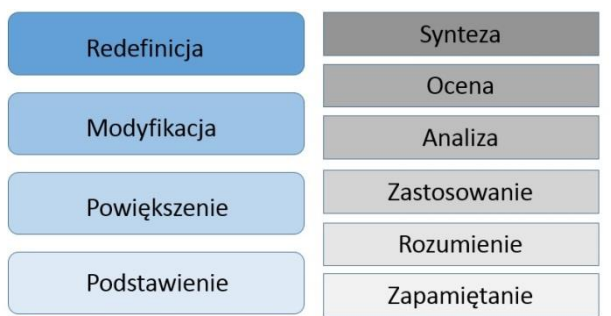 Redefinicja
Modyfikacja
Powiększenie
Podstawienie
Synteza
Ocena
Analiza
Zastosowanie
Rozumienie
Zapamiętanie